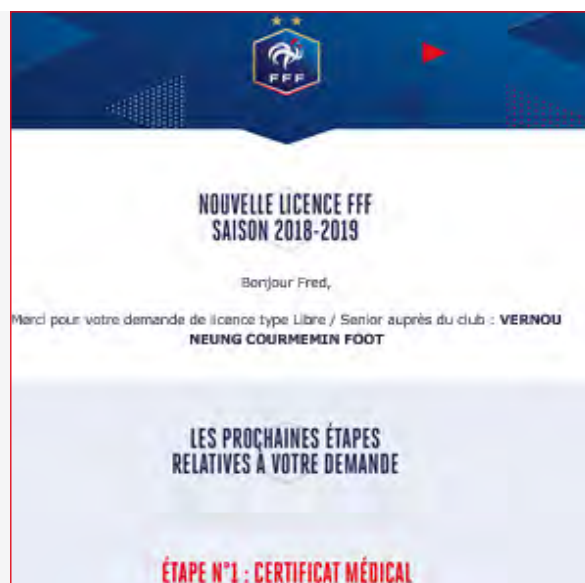 FFF
NOUVELLE LICENCE FFF
SAISON 2018-2019
Bonjour Fred,
Merci pour votre demande de licence type Libre / Senior auprès du club : VERNOU
NEUNG COURMEMIN FOOT
LES PROCHAINES ÉTAPES
RELATIVES À VOTRE DEMANDE
ÉTAPE N°1 : CERTIFICAT MÉDICAL